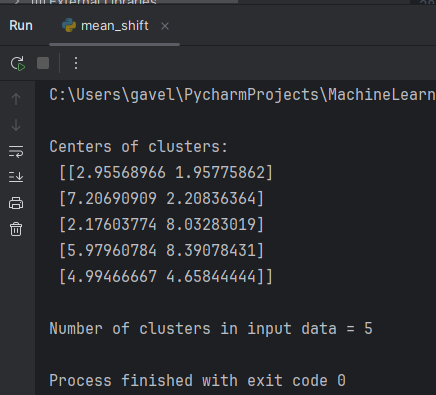 External Libraries
Run
mean_shift
C:\Users\gavel\PycharmProjects\MachineLearn
Centers of clusters:
[[2.95568966 1.95775862]
[7.20690909 2.20836364]
[2.17603774 8.03283019]
[5.97960784 8.39078431]
[4.99466667 4.65844444]]
Number of clusters in input data = 5
Process finished with exit code 0